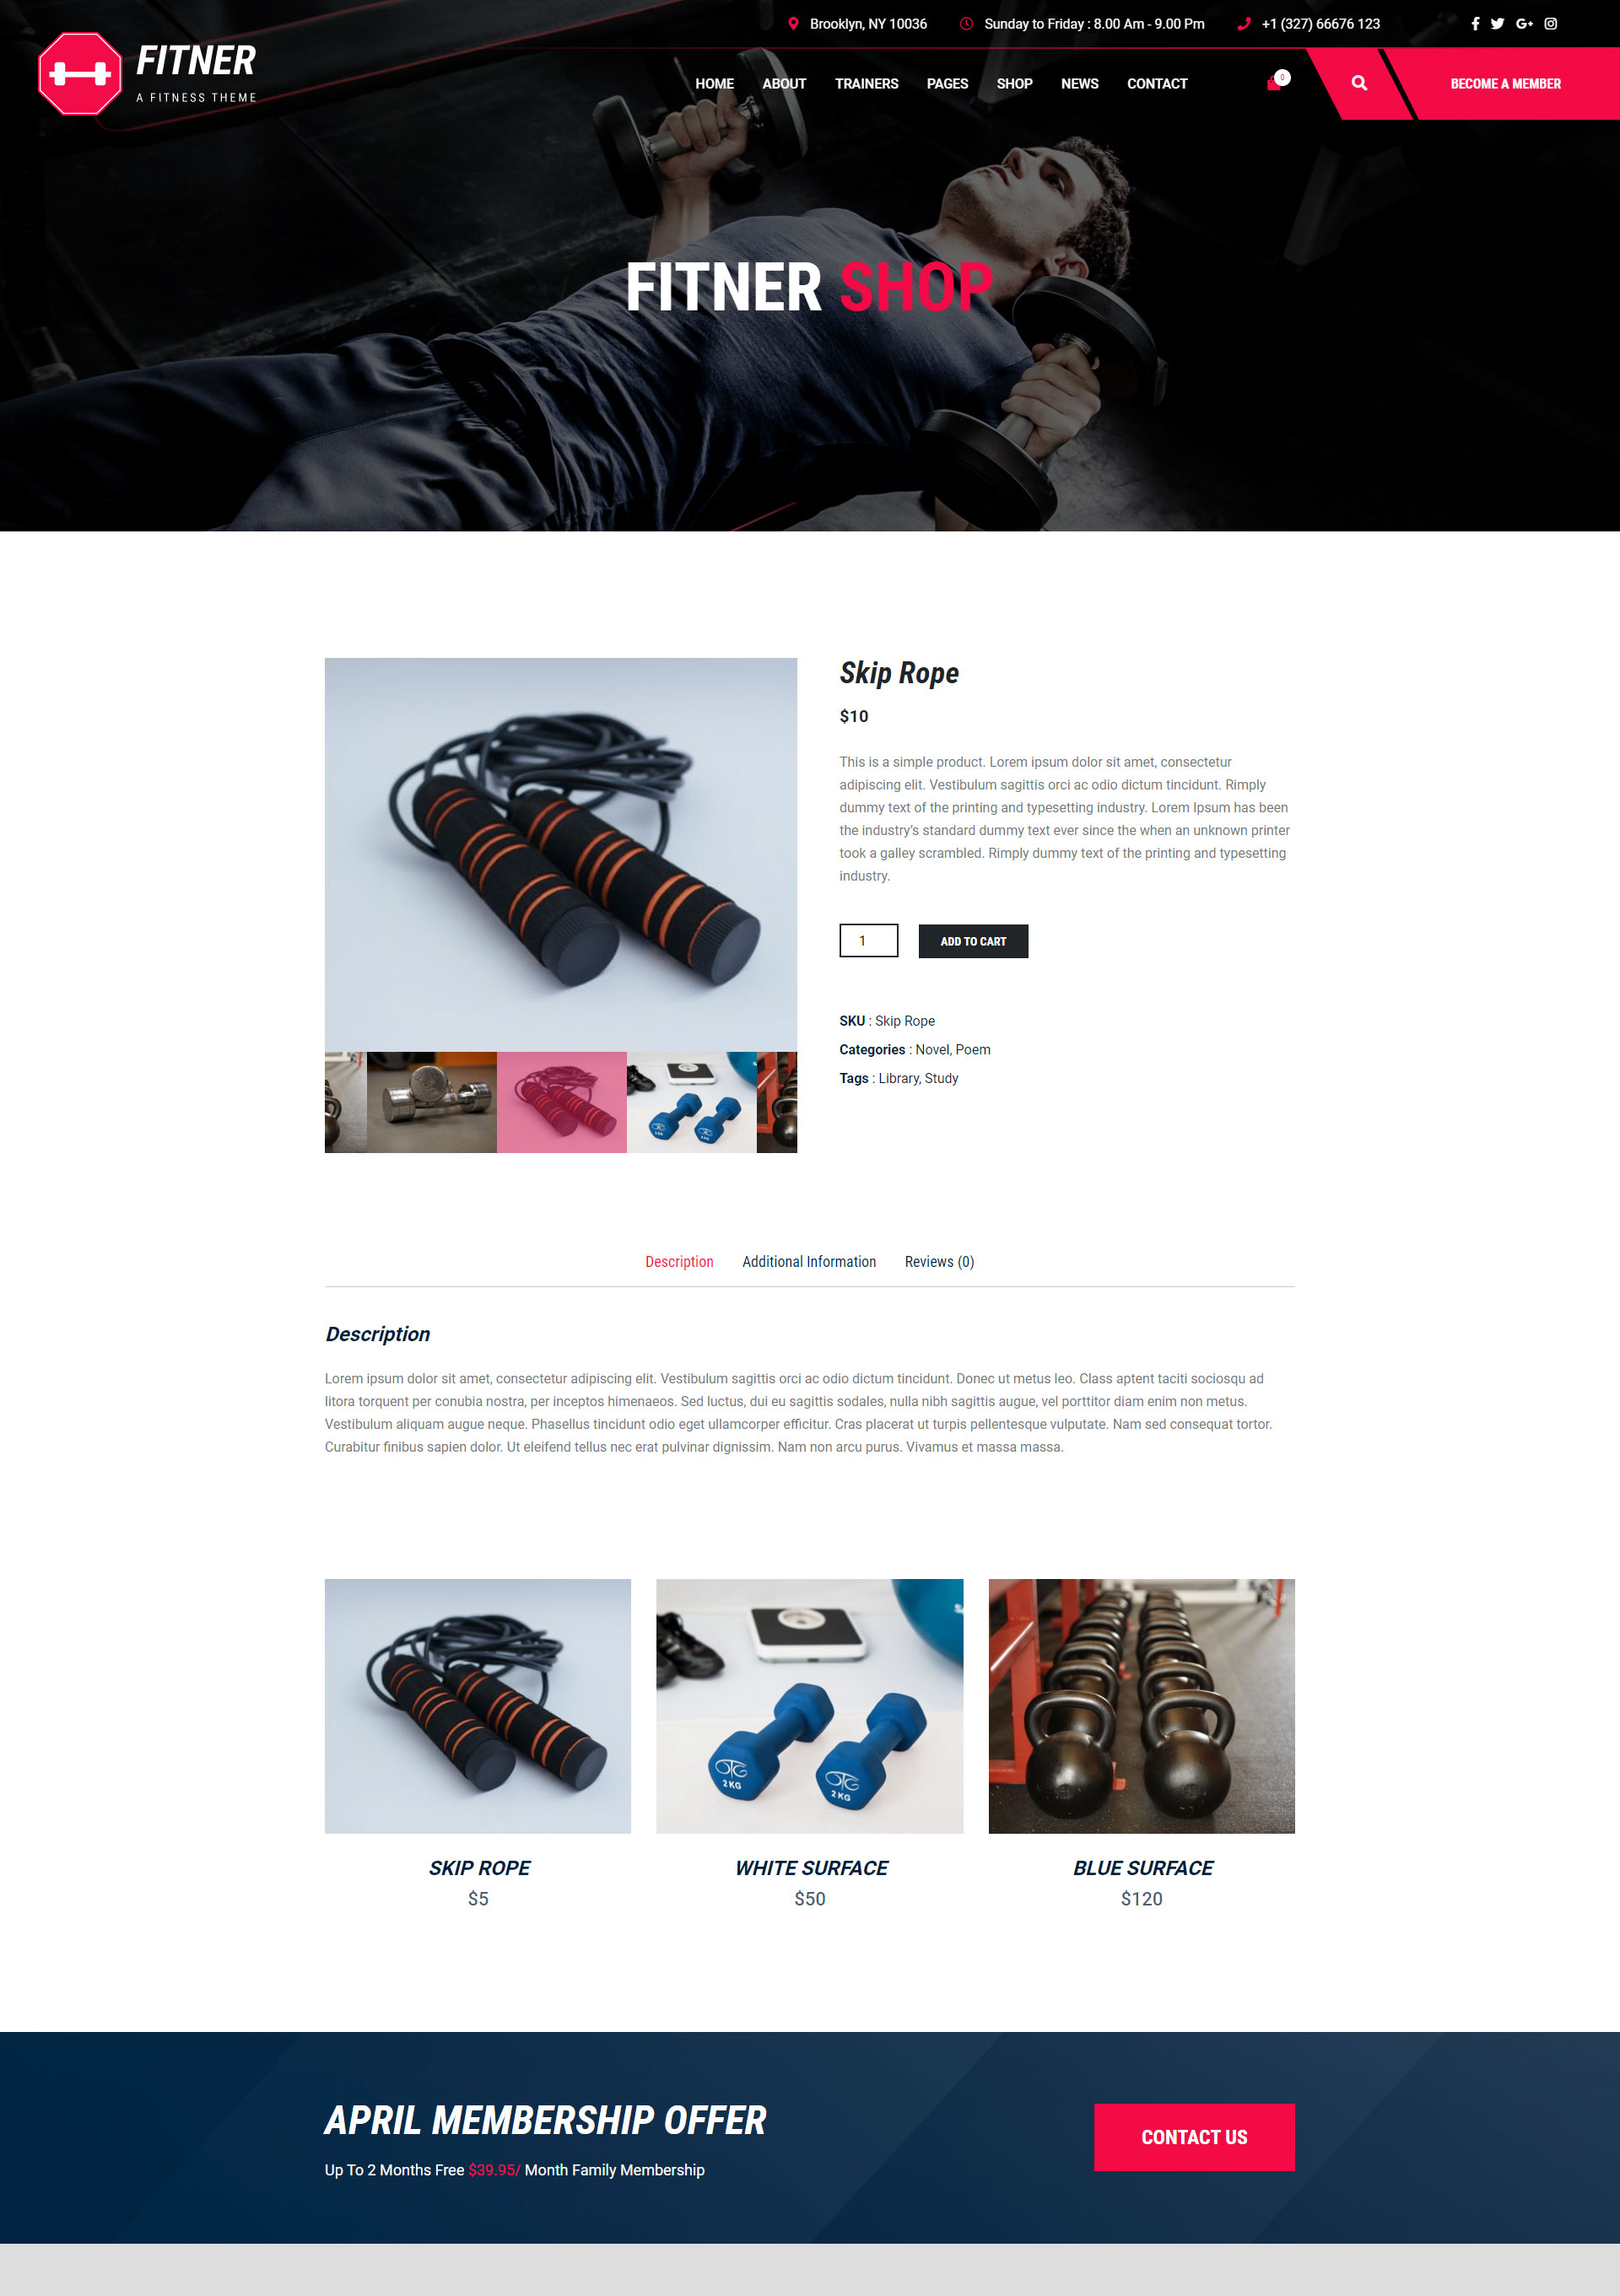 Brooklyn, NY 10036 Sunday to Friday : 8.00 Am - 9.00 Pm +1 (327) 66676 123
FITNER
A FITNESS THEME
HOME ABOUT TRAINERS PAGES SHOP NEWS CONTACT 0 BECOME A MEMBER
FITNER SHOP
Skip Rope
$10
This is a simple product. Lorem ipsum dolor sit amet, consectetur
adipiscing elit. Vestibulum sagittis orci ac odio dictum tincidunt. Rimply
dummy text of the printing and typesetting industry. Lorem Ipsum has been
the industry's standard dummy text ever since the when an unknown printer
took a galley scrambled. Rimply dummy text of the printing and typesetting
industry.
1 ADD TO CART
SKU : Skip Rope
Categories : Novel, Poem
Tags : Library, Study
Description Additional Information Reviews (0)
Description
Lorem ipsum dolor sit amet, consectetur adipiscing elit. Vestibulum sagittis orci ac odio dictum tincidunt. Donec ut metus leo. Class aptent taciti sociosqu ad
litora torquent per conubia nostra, per inceptos himenaeos. Sed luctus, dui eu sagittis sodales, nulla nibh sagittis augue, vel porttitor diam enim non metus.
Vestibulum aliquam augue neque. Phasellus tincidunt odio eget ullamcorper efficitur. Cras placerat ut turpis pellentesque vulputate. Nam sed consequat tortor.
Curabitur finibus sapien dolor. Ut eleifend tellus nec erat pulvinar dignissim. Nam non arcu purus. Vivamus et massa massa.
2 KG
2 KG
SKIP ROPE
$5
WHITE SURFACE
$50
BLUE SURFACE
$120
APRIL MEMBERSHIP OFFER
Up To 2 Months Free $39.95/ Month Family Membership
CONTACT US